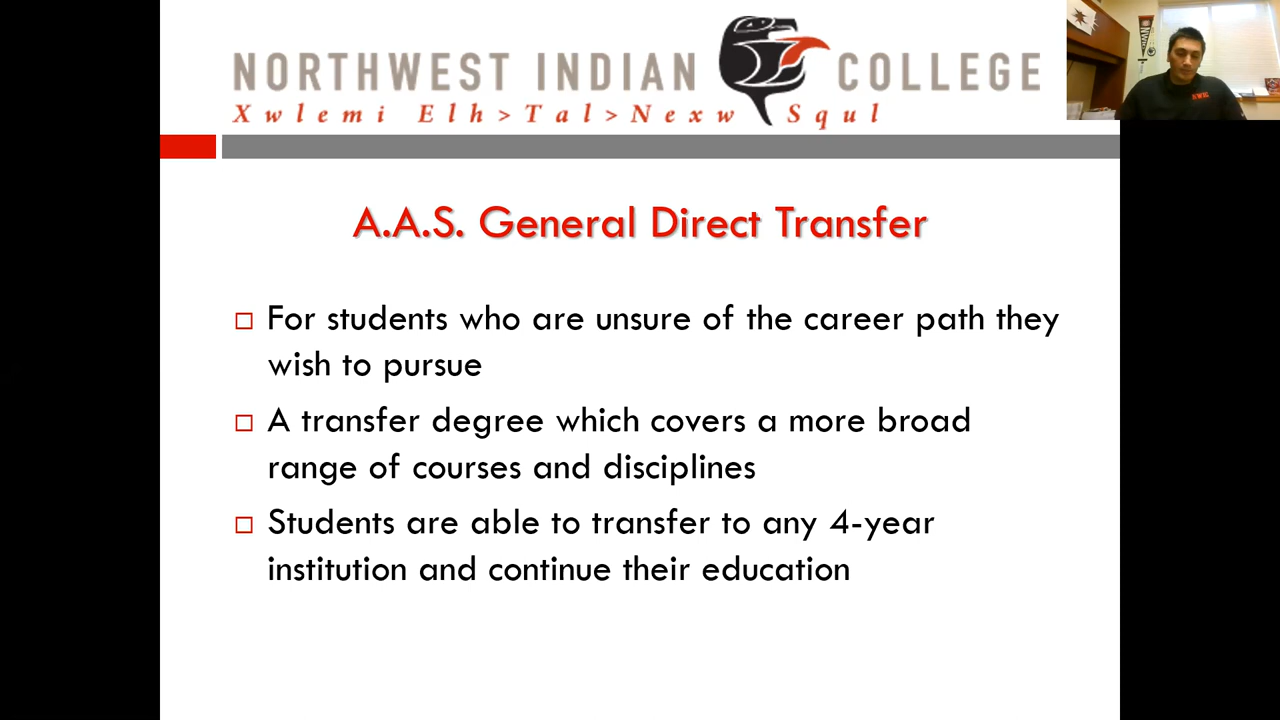 NORTHWEST INDIAN COLLEGE
Xwlemi Elh>Tal>Nexw Squl
A.A.S. General Direct Transfer
For students who are unsure of the career path they
wish to pursue
A transfer degree which covers a more broad
range of courses and disciplines
Students are able to transfer to any 4-year
institution and continue their education